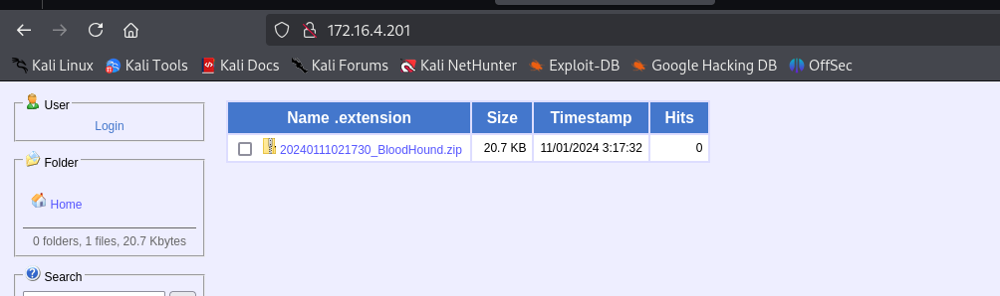 172.16.4.201
Kali Linux Kali Tools Kali Docs Kali Forums Kali NetHunter Exploit-DB Google Hacking DB OffSec
User
Login
Folder
Home
0 folders, 1 files, 20.7 Kbytes
Search
Name .extension Size Timestamp Hits
20240111021730_BloodHound.zip 20.7 KB 11/01/2024 3:17:32 0